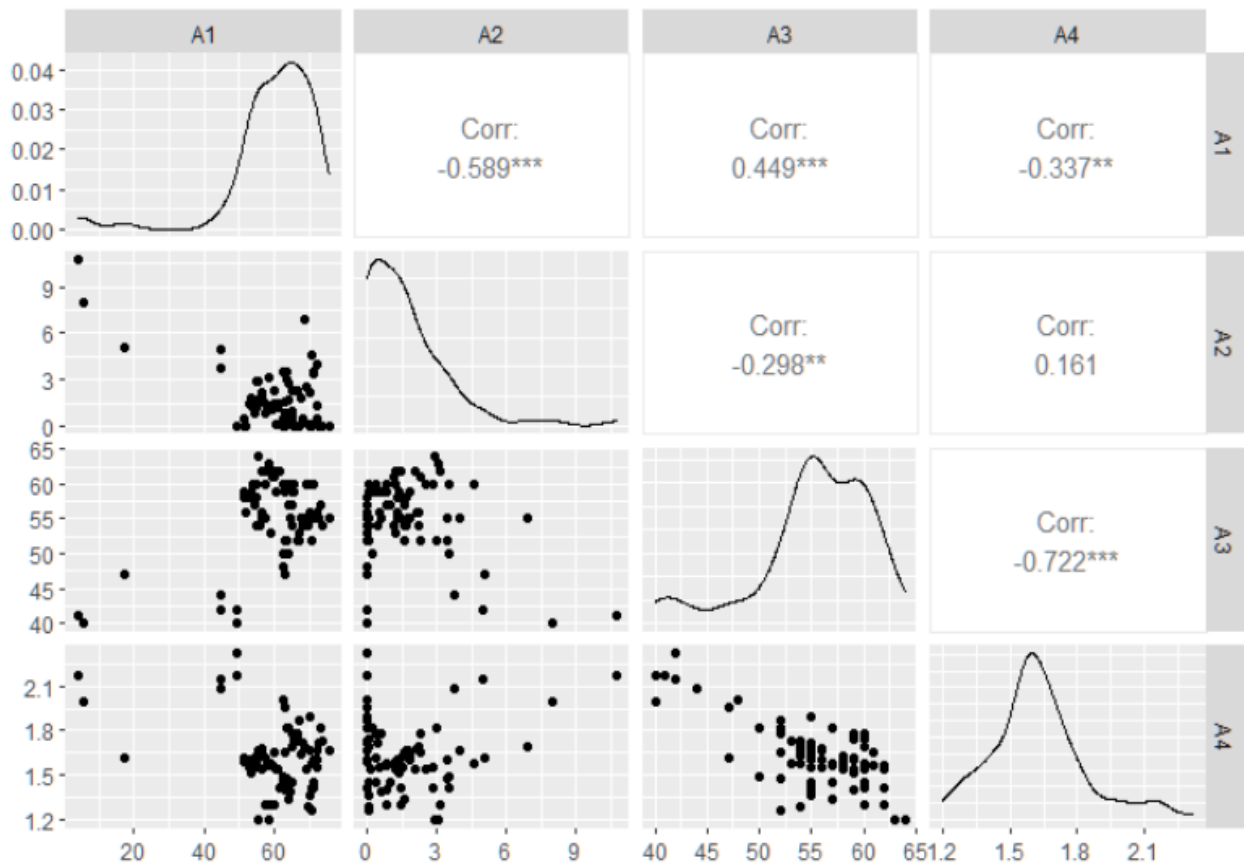 A1 A2 A3 A4
0.04
0.03
0.02
0.01
0.00
Corr:
-0.589***
Corr:
0.449***
Corr:
-0.337**
A1
9
6
3
0
Corr:
-0.298**
Corr:
0.161
A2
65
60
55
50
45
40
Corr:
-0.722***
A3
2.1
1.8
1.5
1.2
A4
20 40 60 0 3 6 9 40 45 50 55 60 65 1.2 1.5 1.8 2.1